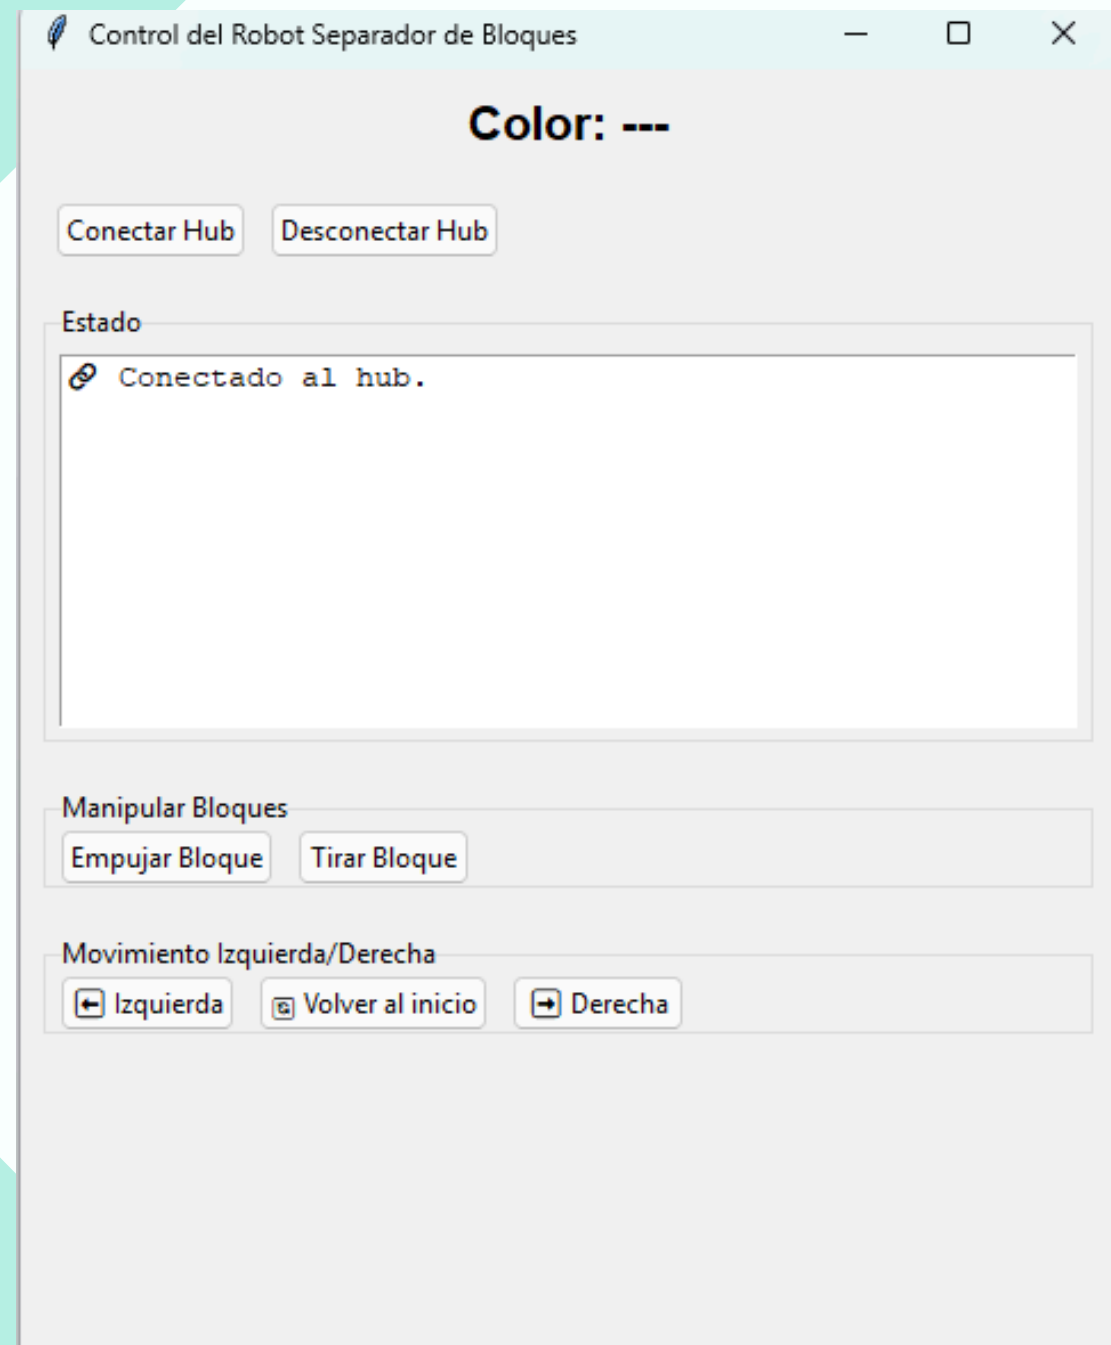 Control del Robot Separador de Bloques
Color: ---
Conectar Hub Desconectar Hub
Estado
Conectado al hub.
Manipular Bloques
Empujar Bloque Tirar Bloque
Movimiento Izquierda/Derecha
Izquierda Volver al inicio Derecha